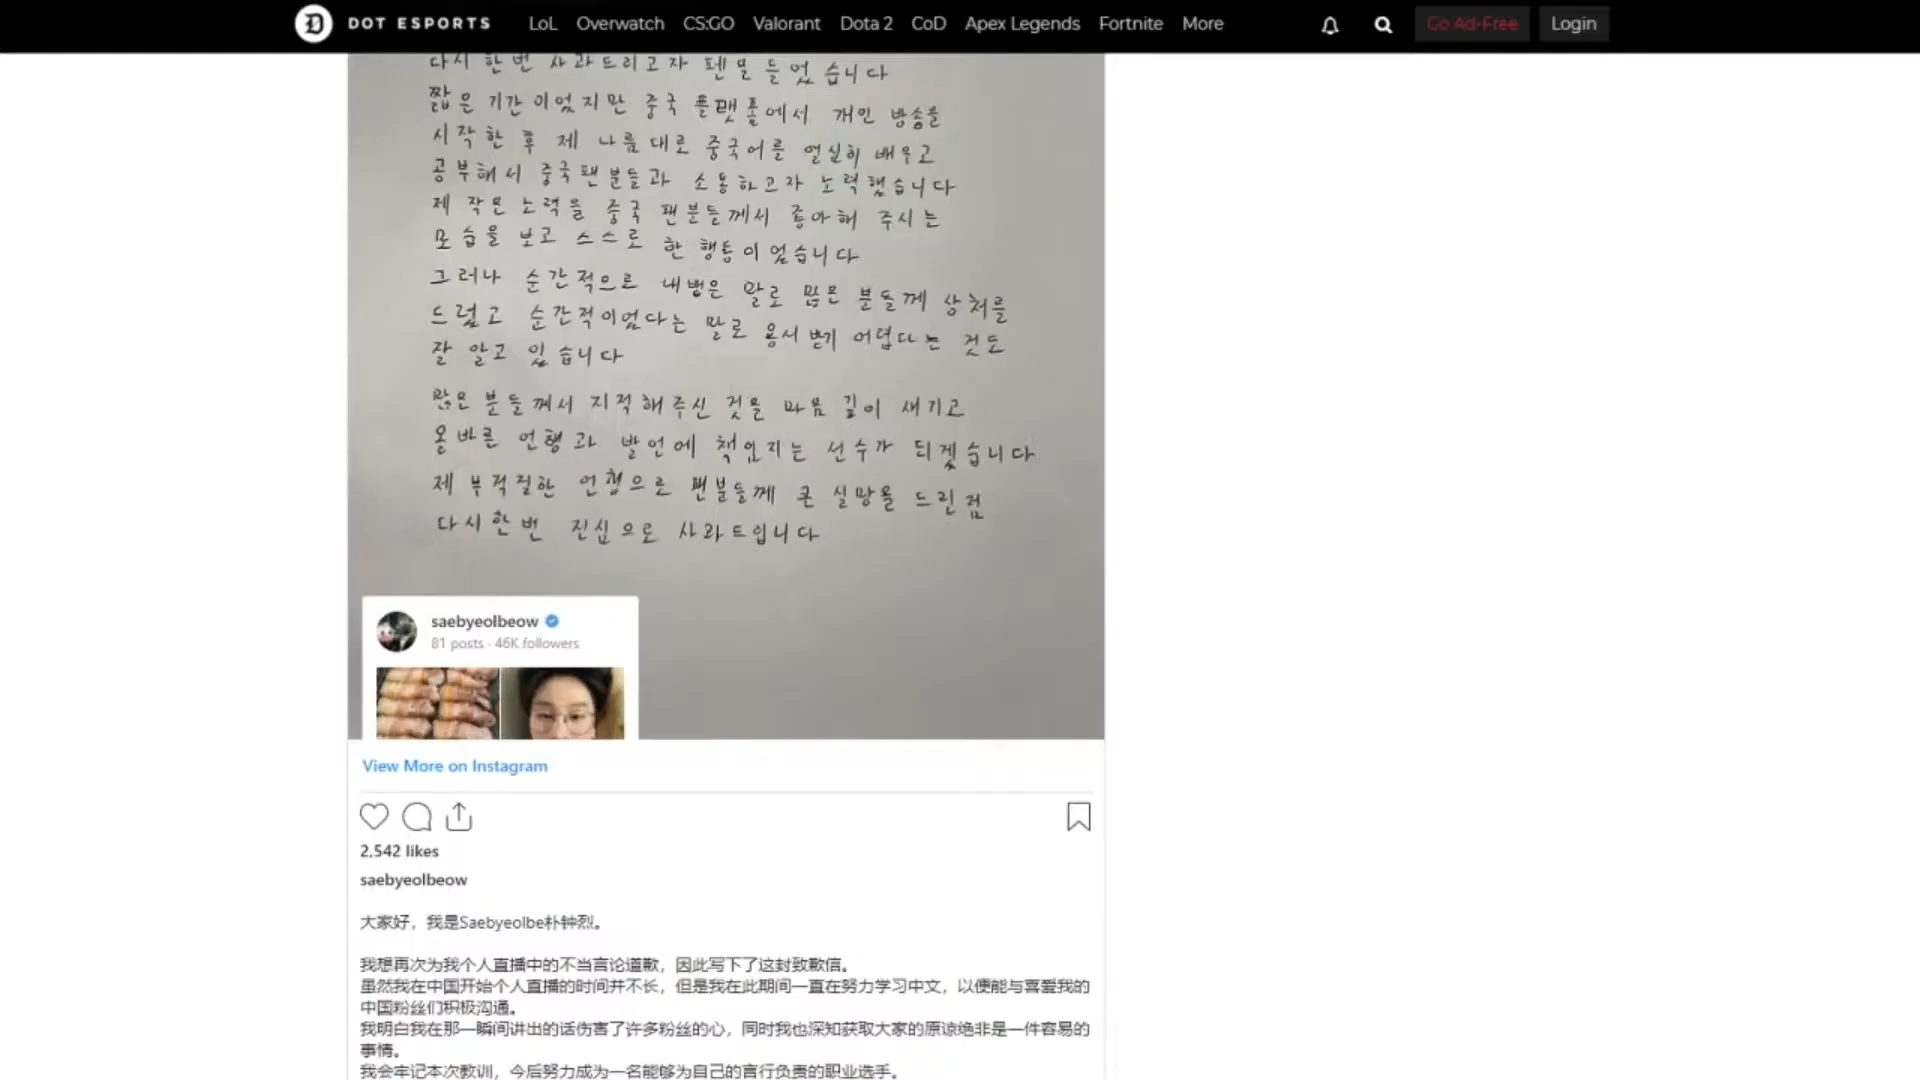 DOT ESPORTS
LoL Overwatch CS:GO Valorant Dota 2 CoD Apex Legends Fortnite More
Go Ad-Free
Login
다시 한번 사과드리고자 펜을 들었습니다
짧은 기간이었지만 중국 플랫폼에서 개인 방송을
시작한 후 제 나름대로 중국어를 열심히 배우고
공부해서 중국팬분들과 소통하고자 노력했습니다
제 작은 노력을 중국 팬분들께서 좋아해 주시는
모습을 보고 스스로 한 행동이었습니다
그러나 순간적으로 내뱉은 말로 많은 분들께 상처를
드렸고 순간적이었다는 말로 용서 받기 어렵다는 것도
잘 알고 있습니다
많은 분들께서 지적해주신 것을 마음 깊이 새기고
올바른 언행과 발언에 책임지는 선수가 되겠습니다
제 부적절한 언행으로 팬분들께 큰 실망을 드린점
다시한번 진심으로 사과드립니다
saebyeolbeow
81 posts · 46K followers
View More on Instagram
2,542 likes
saebyeolbeow
大家好，我是Saebyeolbe朴钟烈。
我想再次为我个人直播中的不当言论道歉，因此写下了这封致歉信。
虽然我在中国开始个人直播的时间并不长，但是我在此期间一直在努力学习中文，以便能与喜爱我的
中国粉丝们积极沟通。
我明白我在那一瞬间讲出的话伤害了许多粉丝的心，同时我也深知获取大家的原谅绝非是一件容易的
事情。
我会牢记本次教训，今后努力成为一名能够为自己的言行负责的职业选手。